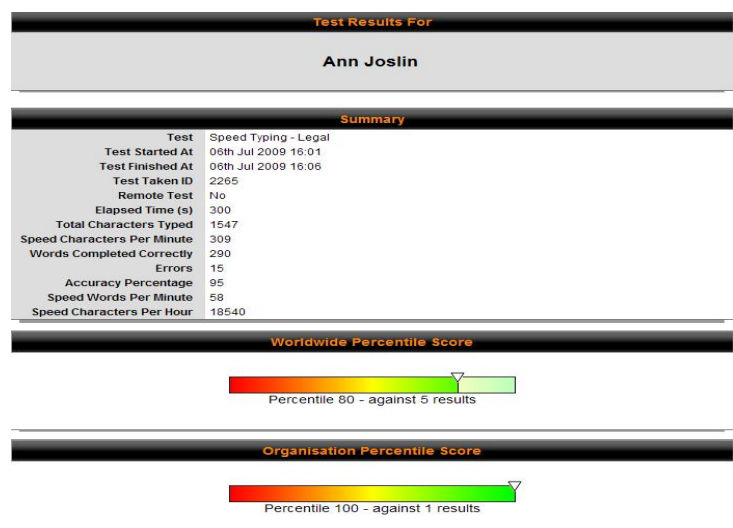 Test Results For
Ann Joslin
Summary
Test Speed Typing - Legal
Test Started At 06th Jul 2009 16:01
Test Finished At 06th Jul 2009 16:06
Test Taken ID 2265
Remote Test No
Elapsed Time (s) 300
Total Characters Typed 1547
Speed Characters Per Minute 309
Words Completed Correctly 290
Errors 15
Accuracy Percentage 95
Speed Words Per Minute 58
Speed Characters Per Hour 18540
Worldwide Percentile Score
Percentile 80 - against 5 results
Organisation Percentile Score
Percentile 100 - against 1 results